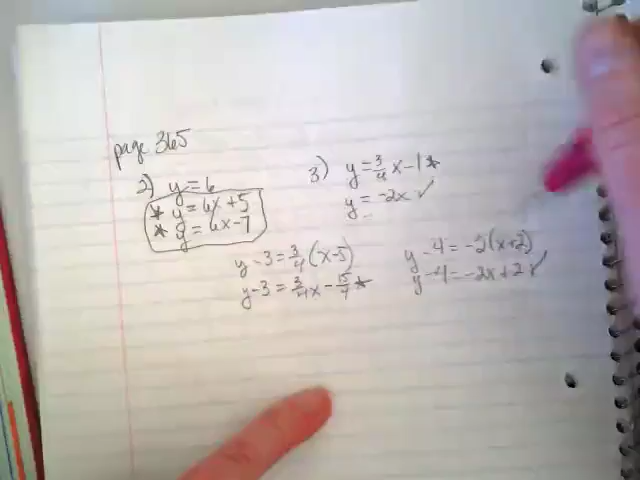 page 365
2) y = 6
* y = 6x + 5
* y = 6x - 7
3) y = 3/4 x - 1 *
y = -2x ✓
y - 3 = 3/4 (x - 5)
y - 3 = 3/4 x - 15/4 *
y - 4 = -2(x + 2)
y - 4 = -2x + 2 ✓